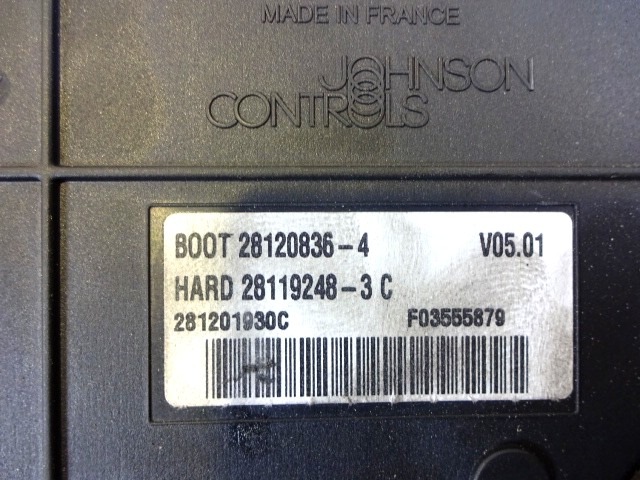 MADE IN FRANCE
JOHNSON
CONTROLS
BOOT 28120836-4 V05.01
HARD 28119248-3 C
281201930C F03555879